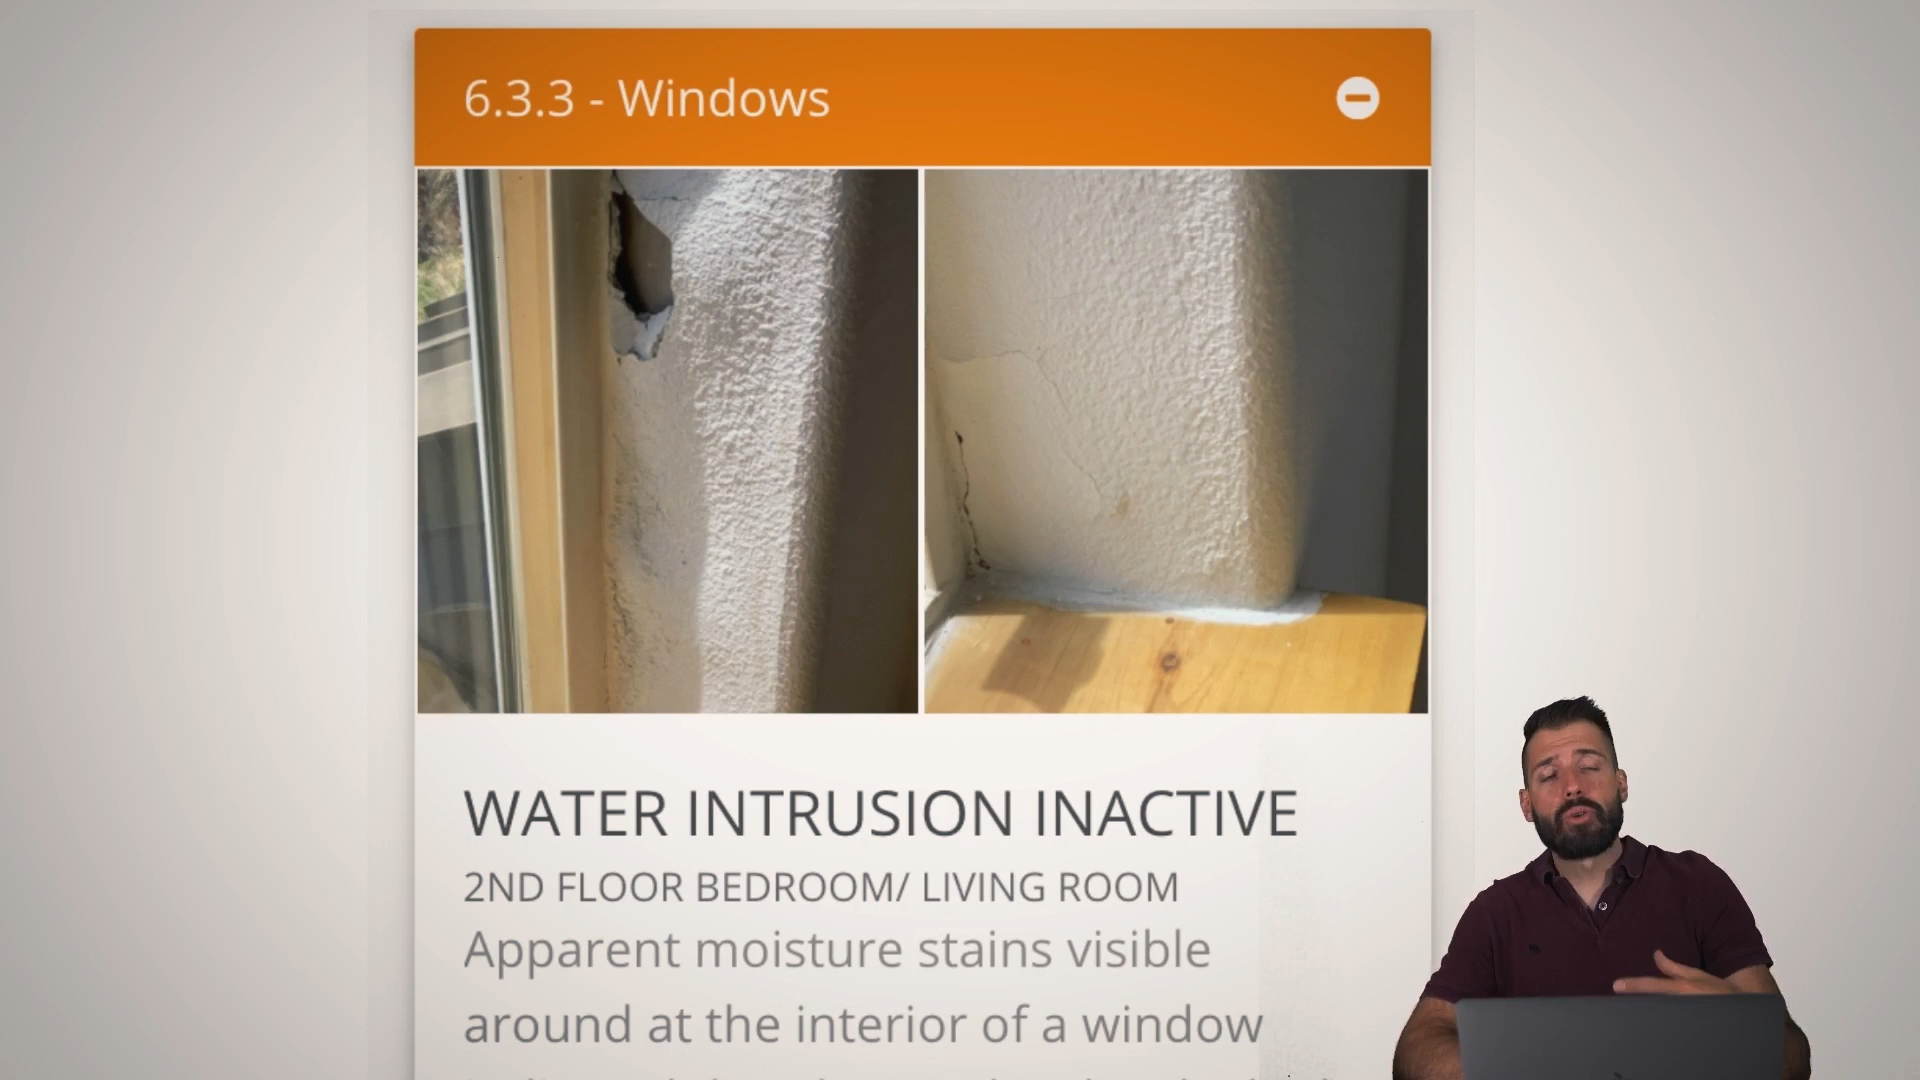 6.3.3 - Windows
WATER INTRUSION INACTIVE
2ND FLOOR BEDROOM/ LIVING ROOM
Apparent moisture stains visible
around at the interior of a window